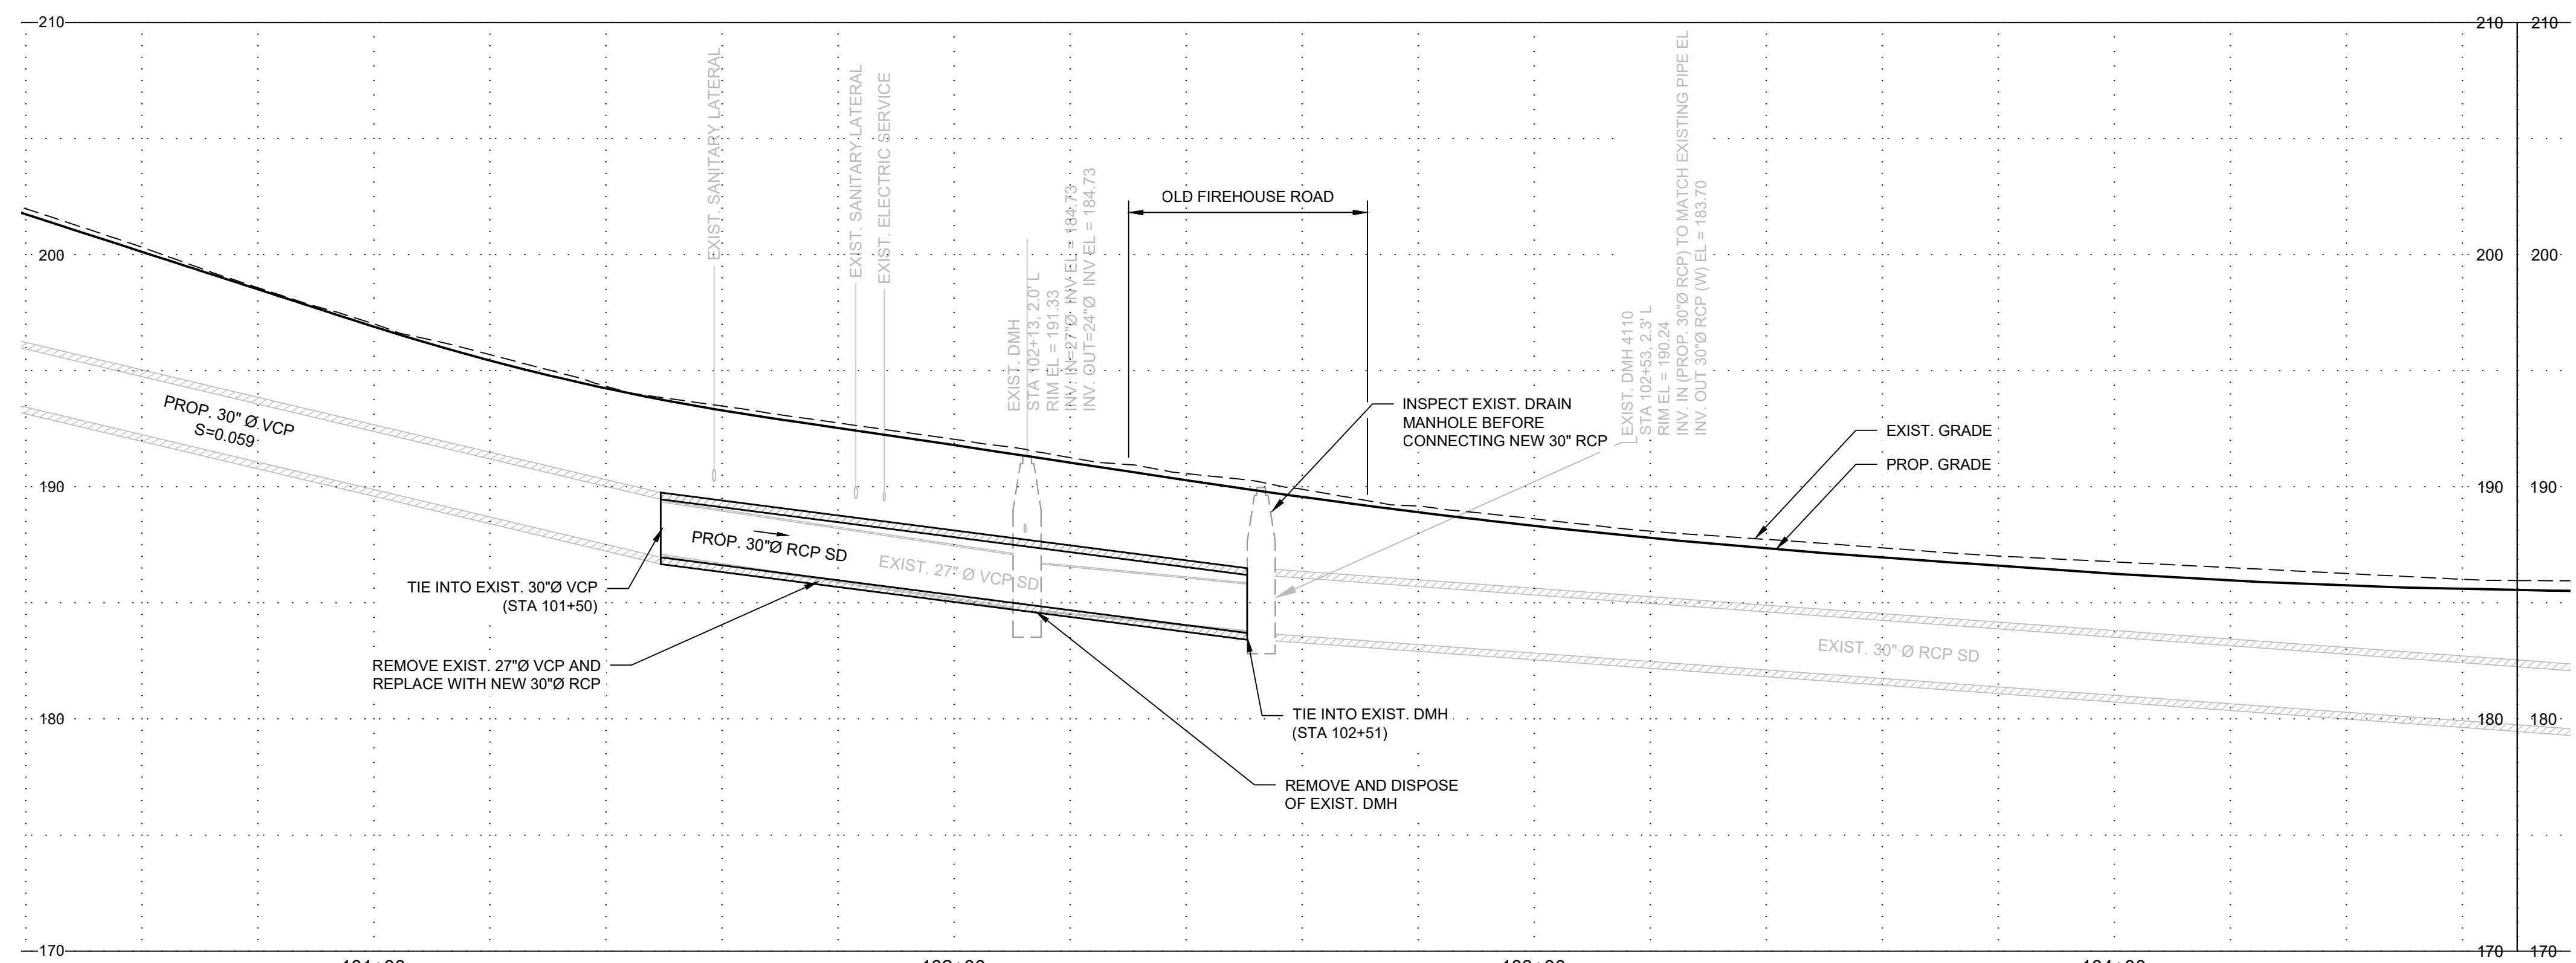 210
210
210
EXIST. SANITARY LATERAL
EXIST. SANITARY LATERAL
EXIST. ELECTRIC SERVICE
EXIST. DMH
STA 102+13, 2.0' L
RIM EL = 191.33
INV. IN=27"Ø INV EL = 184.73
INV. OUT=24"Ø INV EL = 184.73
OLD FIREHOUSE ROAD
EXIST. DMH 4110
STA 102+53, 2.3' L
RIM EL = 190.24
INV. IN (PROP. 30"Ø RCP) TO MATCH EXISTING PIPE EL
INV. OUT 30"Ø RCP (W) EL = 183.70
200
200
200
INSPECT EXIST. DRAIN
MANHOLE BEFORE
CONNECTING NEW 30" RCP
EXIST. GRADE
PROP. GRADE
PROP. 30" Ø VCP
S=0.059
190
190
190
PROP. 30"Ø RCP SD
EXIST. 27" Ø VCP SD
TIE INTO EXIST. 30"Ø VCP
(STA 101+50)
REMOVE EXIST. 27"Ø VCP AND
REPLACE WITH NEW 30"Ø RCP
EXIST. 30" Ø RCP SD
180
180
180
TIE INTO EXIST. DMH
(STA 102+51)
REMOVE AND DISPOSE
OF EXIST. DMH
170
170
170